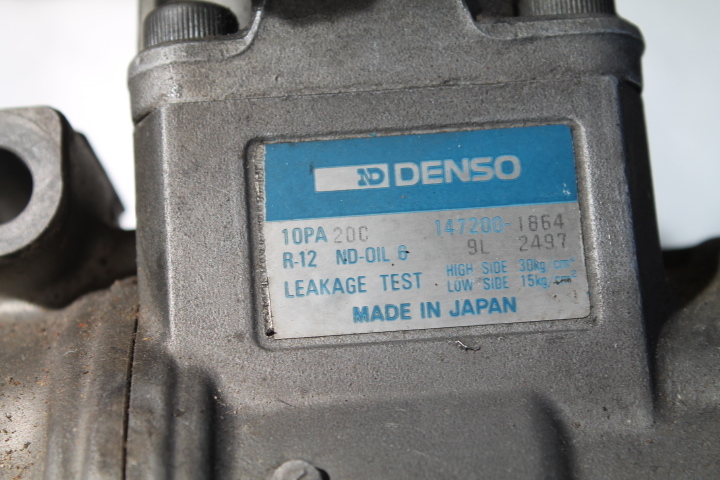 ND DENSO
10PA 20C 147200-1864
R-12 ND-OIL 6 9L 2497
LEAKAGE TEST HIGH SIDE 30kg/cm²
LOW SIDE 15kg/cm²
MADE IN JAPAN